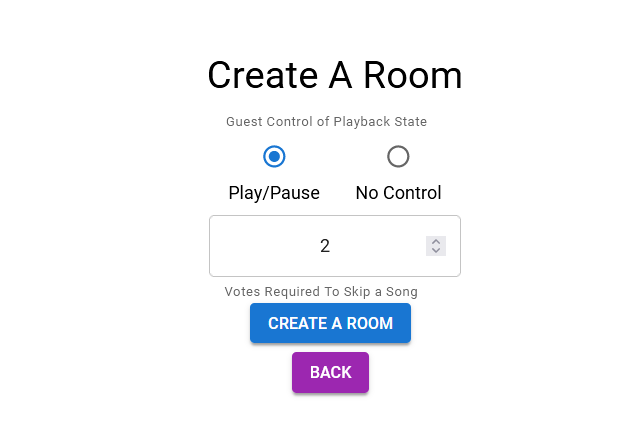 Create A Room
Guest Control of Playback State
Play/Pause No Control
2
Votes Required To Skip a Song
CREATE A ROOM
BACK